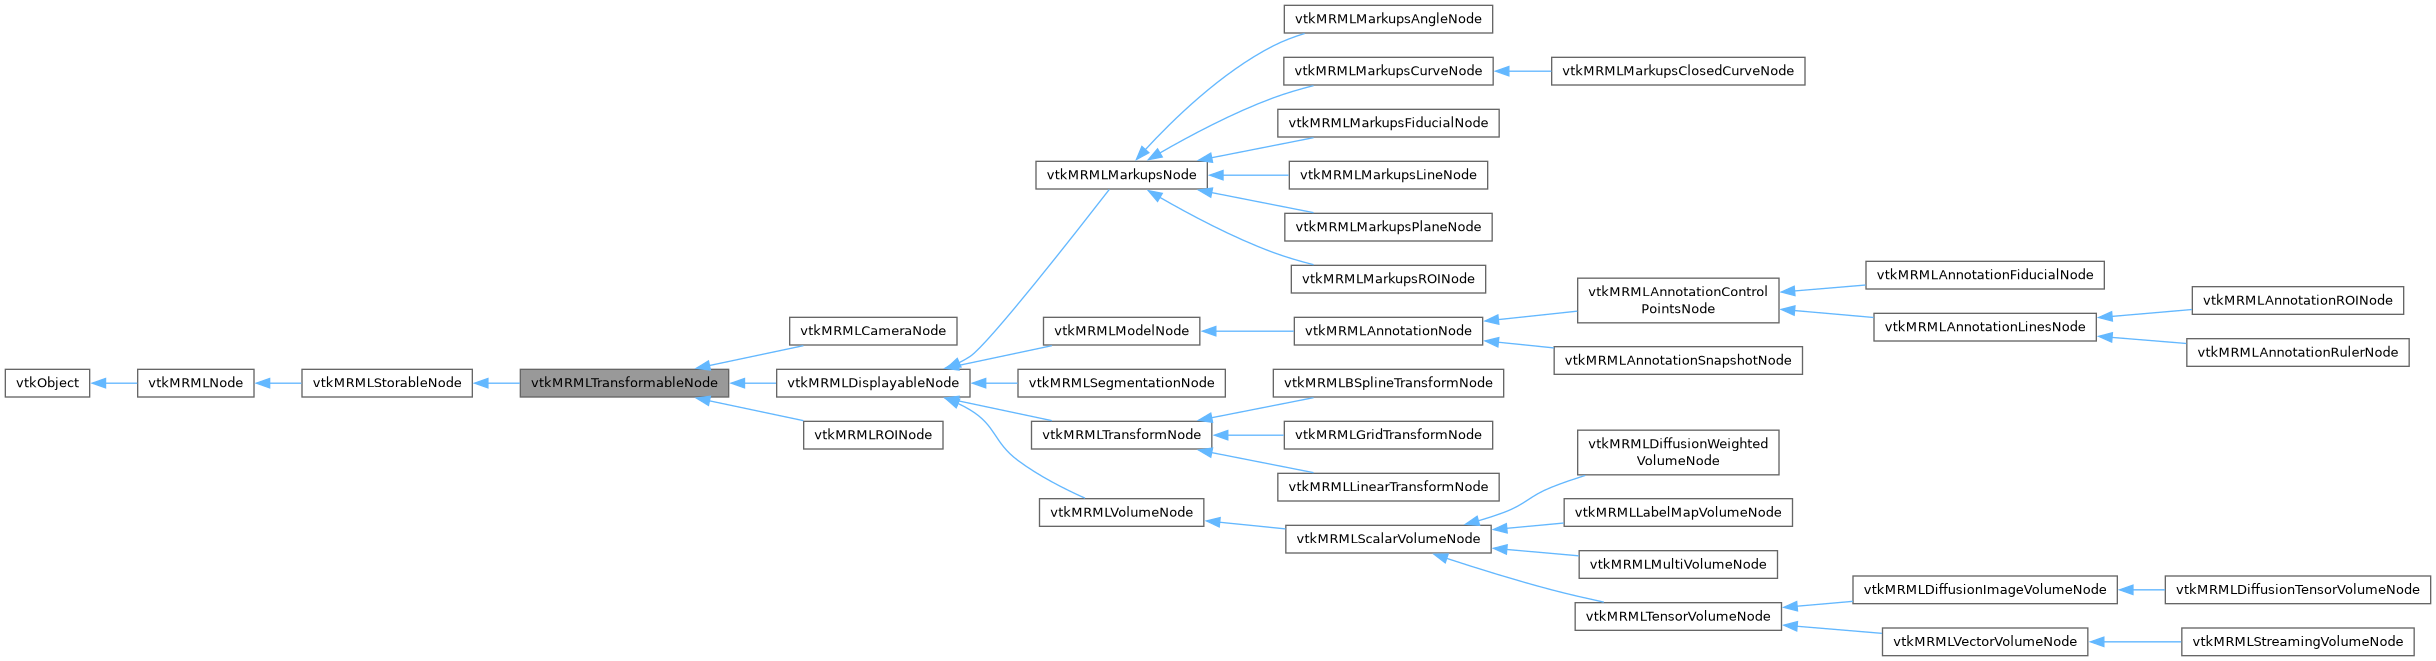 vtkMRMLMarkupsAngleNode
vtkMRMLMarkupsCurveNode
vtkMRMLMarkupsClosedCurveNode
vtkMRMLMarkupsFiducialNode
vtkMRMLMarkupsNode
vtkMRMLMarkupsLineNode
vtkMRMLMarkupsPlaneNode
vtkMRMLMarkupsROINode
vtkMRMLAnnotationControl
PointsNode
vtkMRMLAnnotationFiducialNode
vtkMRMLAnnotationROINode
vtkMRMLCameraNode
vtkMRMLModelNode
vtkMRMLAnnotationNode
vtkMRMLAnnotationLinesNode
vtkMRMLAnnotationSnapshotNode
vtkMRMLAnnotationRulerNode
vtkObject
vtkMRMLNode
vtkMRMLStorableNode
vtkMRMLTransformableNode
vtkMRMLDisplayableNode
vtkMRMLSegmentationNode
vtkMRMLBSplineTransformNode
vtkMRMLROINode
vtkMRMLTransformNode
vtkMRMLGridTransformNode
vtkMRMLLinearTransformNode
vtkMRMLDiffusionWeighted
VolumeNode
vtkMRMLVolumeNode
vtkMRMLLabelMapVolumeNode
vtkMRMLScalarVolumeNode
vtkMRMLMultiVolumeNode
vtkMRMLDiffusionImageVolumeNode
vtkMRMLDiffusionTensorVolumeNode
vtkMRMLTensorVolumeNode
vtkMRMLVectorVolumeNode
vtkMRMLStreamingVolumeNode